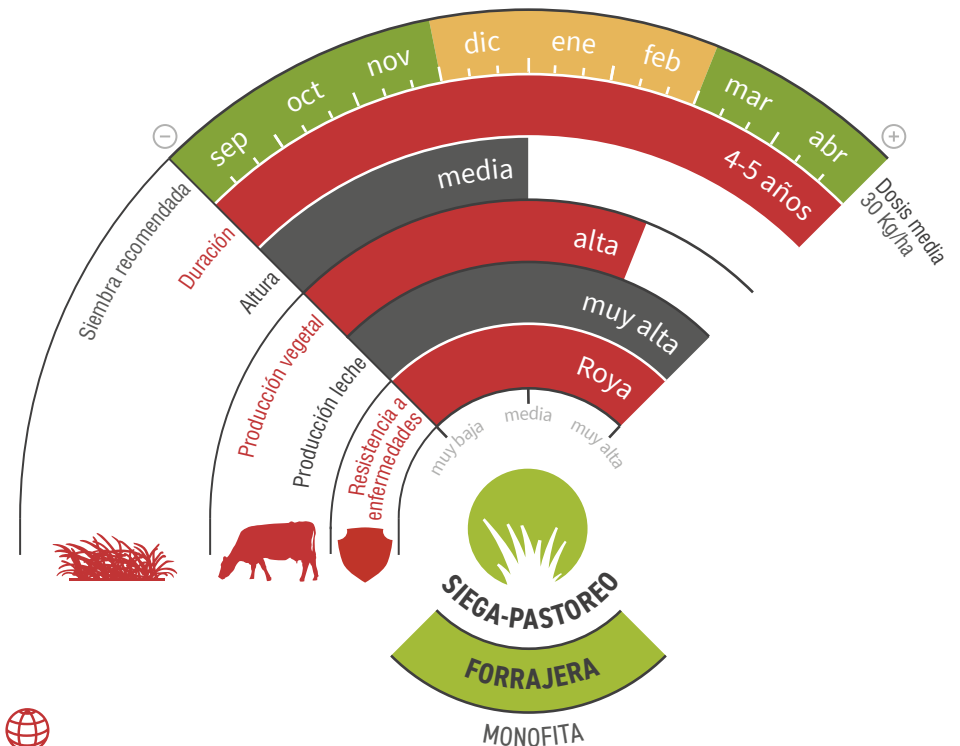 sep oct nov dic ene feb mar abr
−
+
Siembra recomendada
Dosis media
30 Kg/ha
Duración
4-5 años
Altura
media
Producción vegetal
alta
Producción leche
muy alta
Resistencia a
enfermedades
Roya
muy baja media muy alta
SIEGA-PASTOREO
FORRAJERA
MONOFITA